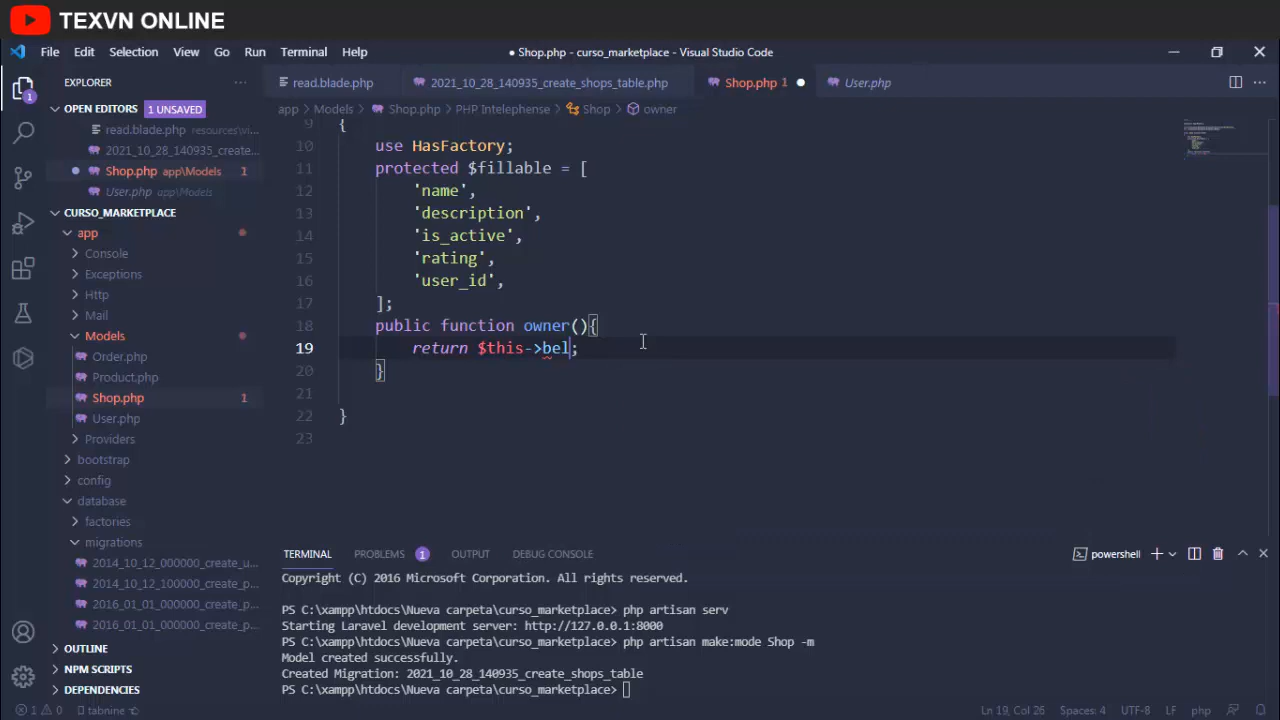 TEXVN ONLINE
File Edit Selection View Go Run Terminal Help
● Shop.php - curso_marketplace - Visual Studio Code
EXPLORER
read.blade.php
2021_10_28_140935_create_shops_table.php
Shop.php 1
User.php
OPEN EDITORS 1 UNSAVED
app > Models > Shop.php > PHP Intelephense > Shop > owner
1
read.blade.php resources\vi...
2021_10_28_140935_create...
Shop.php app\Models 1
User.php app\Models
CURSO_MARKETPLACE
app
Console
Exceptions
Http
Mail
Models
Order.php
Product.php
Shop.php 1
User.php
Providers
bootstrap
config
database
factories
migrations
2014_10_12_000000_create_u...
2014_10_12_100000_create_p...
2016_01_01_000000_create_p...
2016_01_01_000000_create_p...
OUTLINE
NPM SCRIPTS
DEPENDENCIES
9 {
10 use HasFactory;
11 protected $fillable = [
12 'name',
13 'description',
14 'is_active',
15 'rating',
16 'user_id',
17 ];
18 public function owner(){
19 return $this->bel;
20 }
21
22 }
23
TERMINAL PROBLEMS 1 OUTPUT DEBUG CONSOLE
powershell
Copyright (C) 2016 Microsoft Corporation. All rights reserved.
PS C:\xampp\htdocs\Nueva carpeta\curso_marketplace> php artisan serv
Starting Laravel development server: http://127.0.0.1:8000
PS C:\xampp\htdocs\Nueva carpeta\curso_marketplace> php artisan make:mode Shop -m
Model created successfully.
Created Migration: 2021_10_28_140935_create_shops_table
PS C:\xampp\htdocs\Nueva carpeta\curso_marketplace>
1 0 tabnine
Ln 19, Col 26 Spaces: 4 UTF-8 LF php